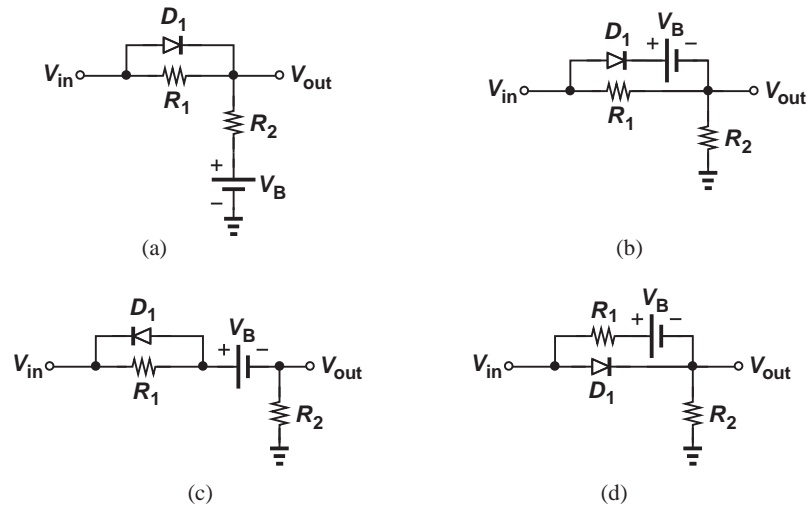 D1
Vin
R1
Vout
R2
+
VB
−
(a)
D1
+
VB
−
Vin
R1
Vout
R2
(b)
D1
VB
+
−
Vin
R1
Vout
R2
(c)
R1
VB
+
−
Vin
D1
Vout
R2
(d)